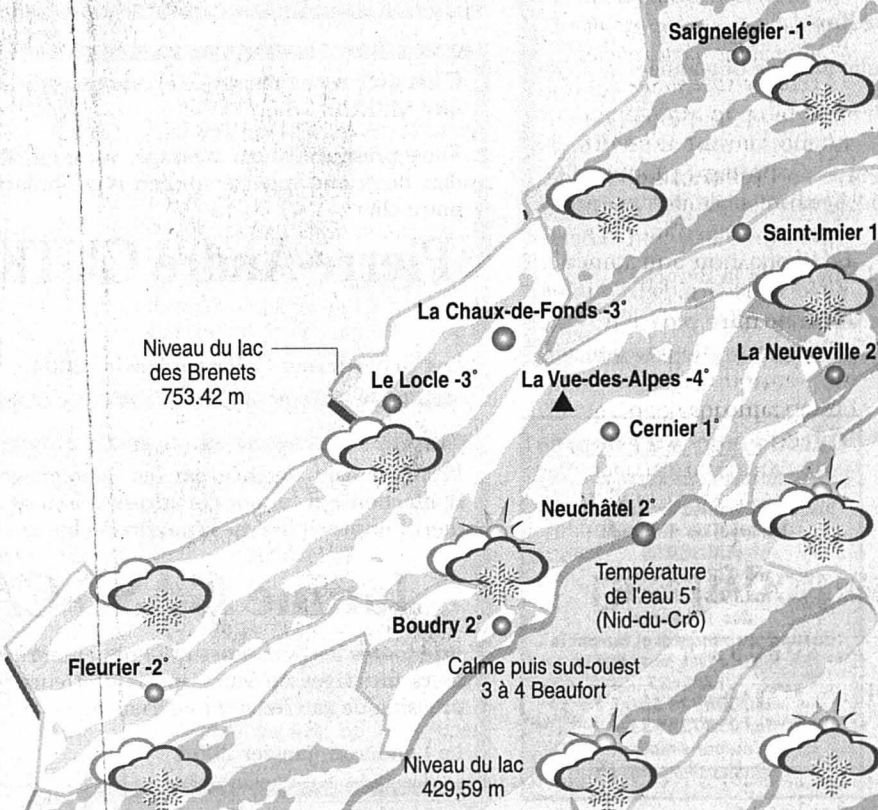 Saignelégier -1°
Saint-Imier 1
La Chaux-de-Fonds -3°
Niveau du lac
des Brenets
753.42 m
Le Locle -3°
La Vue-des-Alpes -4°
La Neuveville 2°
Cernier 1°
Neuchâtel 2°
Température
de l'eau 5°
(Nid-du-Crô)
Boudry 2°
Fleurier -2°
Calme puis sud-ouest
3 à 4 Beaufort
Niveau du lac
429,59 m